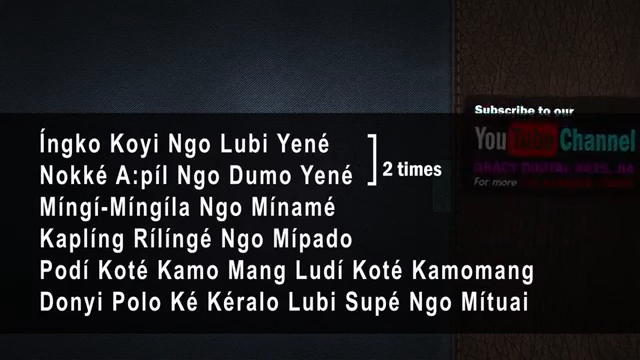 Íngko Koyi Ngo Lubi Yené
Nokké A:píl Ngo Dumo Yené
2 times
Míngí-Míngíla Ngo Mínamé
Kaplíng Rílíngé Ngo Mípado
Podí Koté Kamo Mang Ludí Koté Kamomang
Donyi Polo Ké Kéralo Lubi Supé Ngo Mítuai
Subscribe to our
YouTube Channel
For more